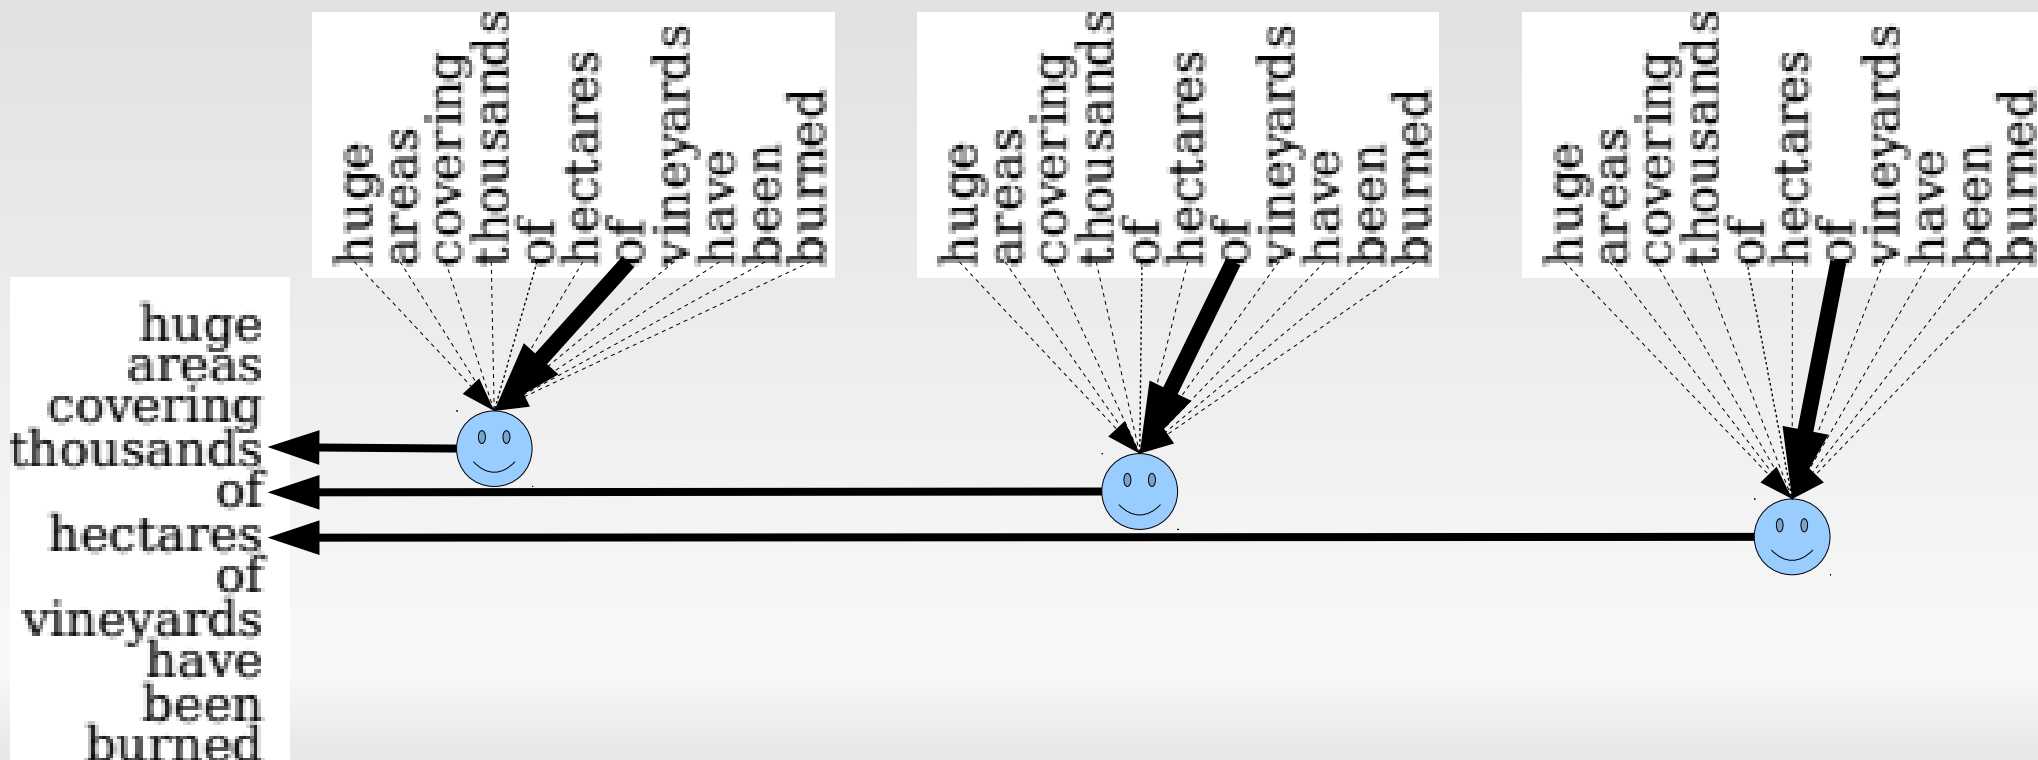 huge
areas
covering
thousands
of
hectares
of
vineyards
have
been
burned
huge
areas
covering
thousands
of
hectares
of
vineyards
have
been
burned
huge
areas
covering
thousands
of
hectares
of
vineyards
have
been
burned
huge
areas
covering
thousands
of
hectares
of
vineyards
have
been
burned